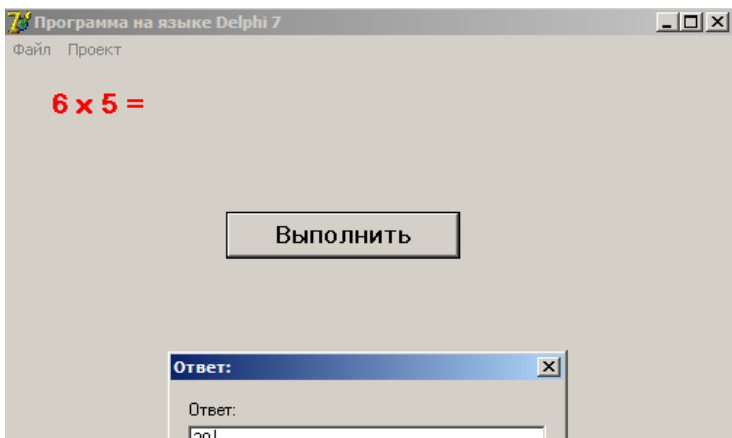 Программа на языке Delphi 7
Файл Проект
6 x 5 =
Выполнить
Ответ:
Ответ: